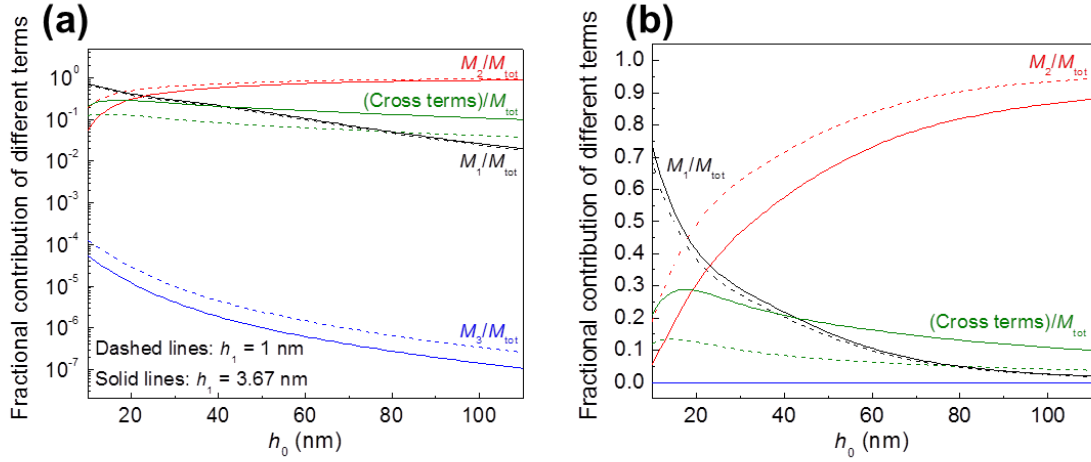 (a)
Fractional contribution of different terms
10⁰
10⁻¹
10⁻²
10⁻³
10⁻⁴
10⁻⁵
10⁻⁶
10⁻⁷
M₂/Mtot
(Cross terms)/Mtot
M₁/Mtot
M₃/Mtot
Dashed lines: h₁ = 1 nm
Solid lines: h₁ = 3.67 nm
20 40 60 80 100
h₀ (nm)
(b)
Fractional contribution of different terms
1.0
0.9
0.8
0.7
0.6
0.5
0.4
0.3
0.2
0.1
0.0
M₂/Mtot
M₁/Mtot
(Cross terms)/Mtot
20 40 60 80 100
h₀ (nm)